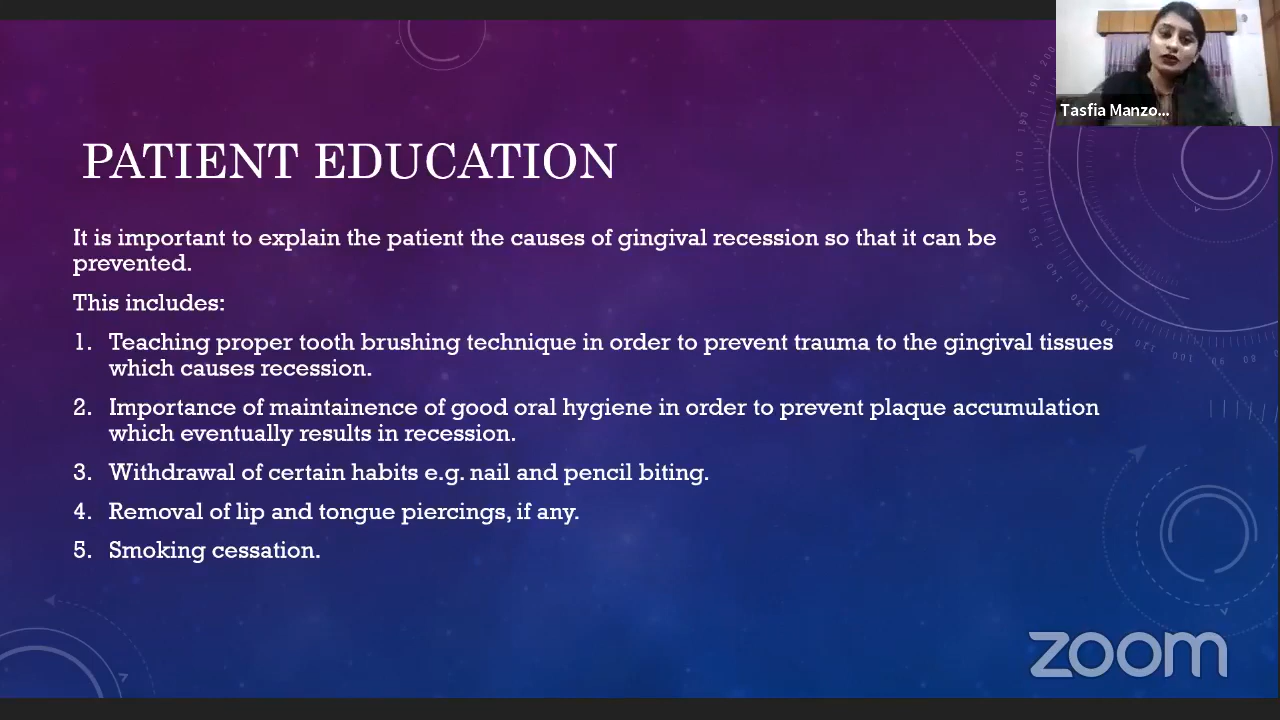 Tasfia Manzo...
PATIENT EDUCATION
It is important to explain the patient the causes of gingival recession so that it can be
prevented.
This includes:
1. Teaching proper tooth brushing technique in order to prevent trauma to the gingival tissues
which causes recession.
2. Importance of maintainence of good oral hygiene in order to prevent plaque accumulation
which eventually results in recession.
3. Withdrawal of certain habits e.g. nail and pencil biting.
4. Removal of lip and tongue piercings, if any.
5. Smoking cessation.
zoom